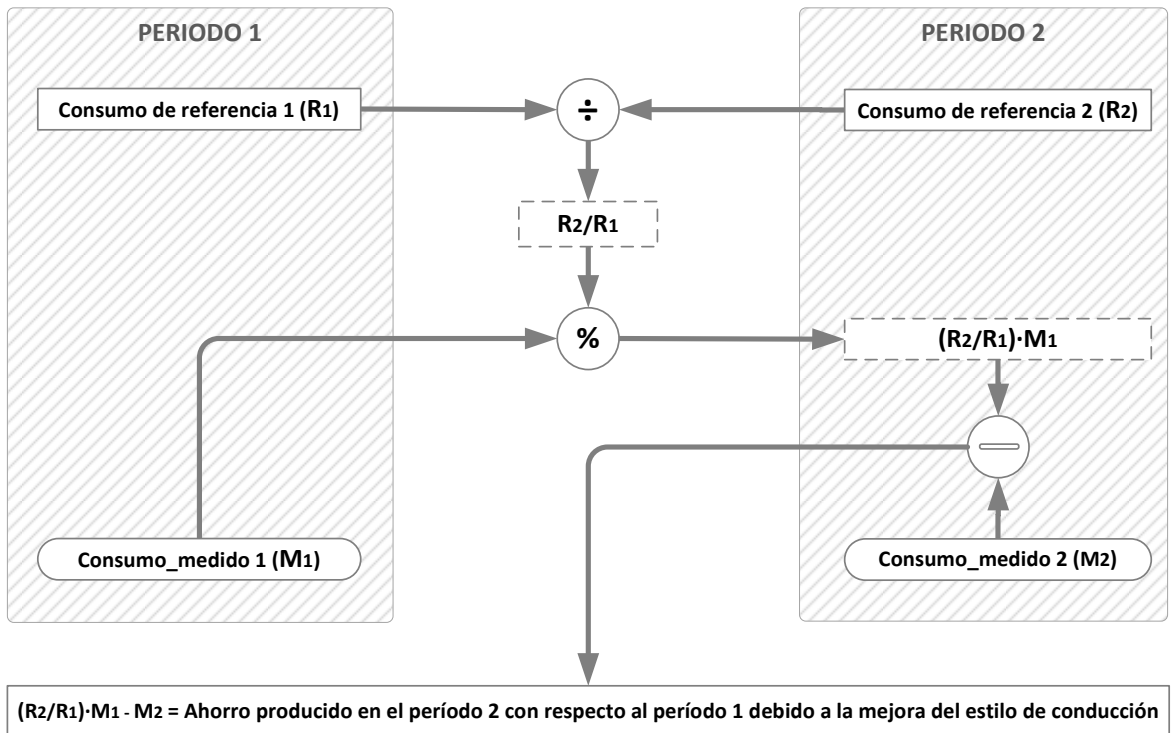 PERIODO 1
PERIODO 2
Consumo de referencia 1 (R1)
÷
Consumo de referencia 2 (R2)
R2/R1
%
(R2/R1)·M1
Consumo_medido 1 (M1)
Consumo_medido 2 (M2)
(R2/R1)·M1 - M2 = Ahorro producido en el período 2 con respecto al período 1 debido a la mejora del estilo de conducción